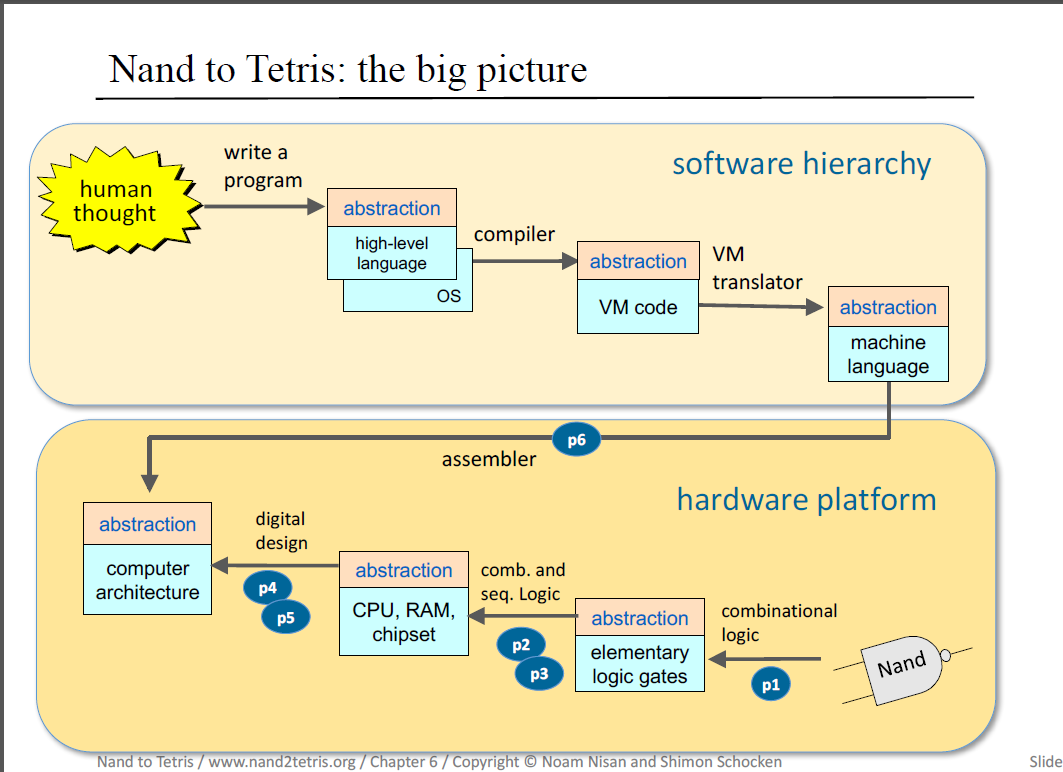 Nand to Tetris: the big picture
software hierarchy
human
thought
write a
program
abstraction
high-level
language
OS
compiler
abstraction
VM code
VM
translator
abstraction
machine
language
p6
assembler
hardware platform
abstraction
computer
architecture
digital
design
p4
p5
abstraction
CPU, RAM,
chipset
comb. and
seq. Logic
p2
p3
abstraction
elementary
logic gates
combinational
logic
p1
Nand
Nand to Tetris / www.nand2tetris.org / Chapter 6 / Copyright © Noam Nisan and Shimon Schocken
Slide